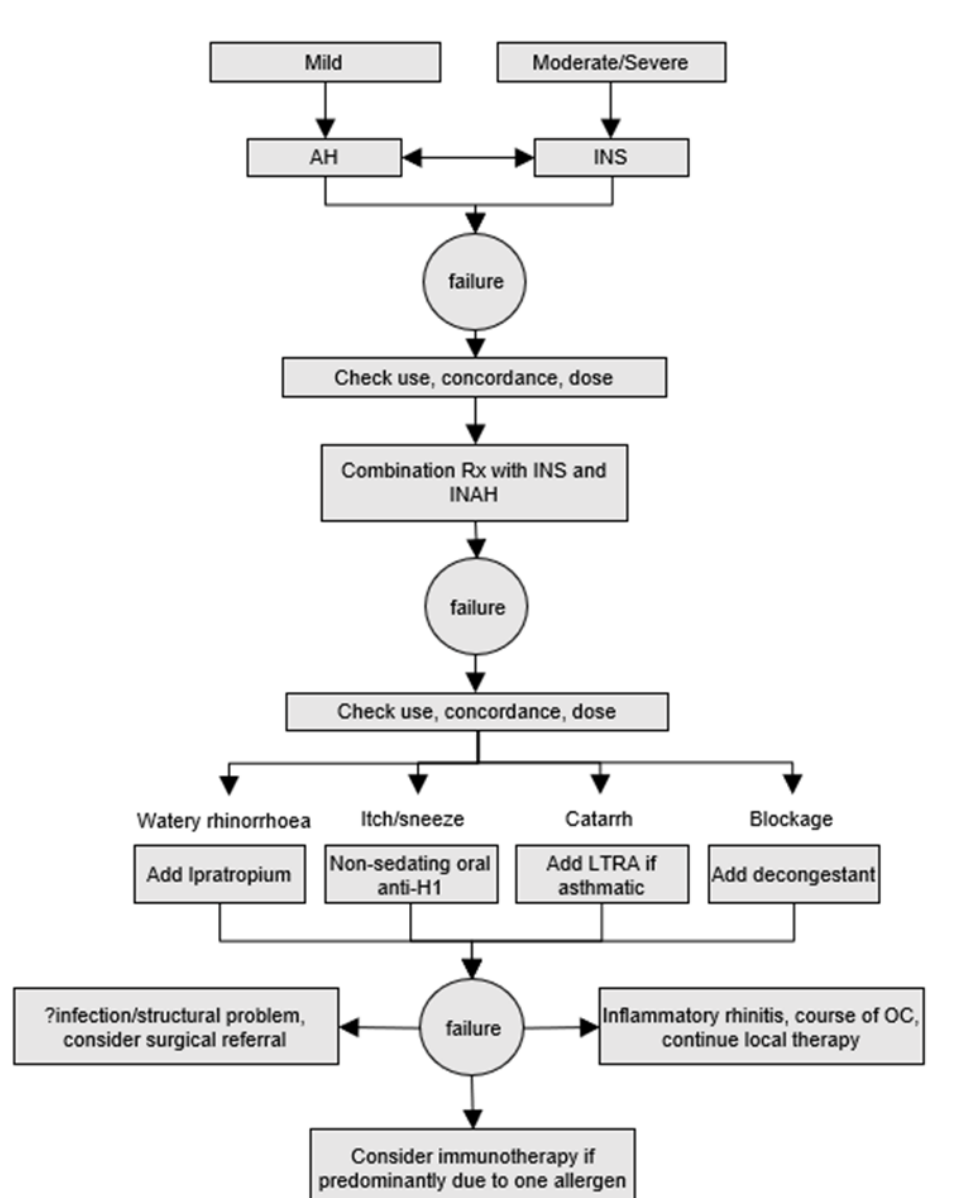 Mild
Moderate/Severe
AH
INS
failure
Check use, concordance, dose
Combination Rx with INS and
INAH
failure
Check use, concordance, dose
Watery rhinorrhoea
Itch/sneeze
Catarrh
Blockage
Add Ipratropium
Non-sedating oral
anti-H1
Add LTRA if
asthmatic
Add decongestant
?infection/structural problem,
consider surgical referral
failure
Inflammatory rhinitis, course of OC,
continue local therapy
Consider immunotherapy if
predominantly due to one allergen